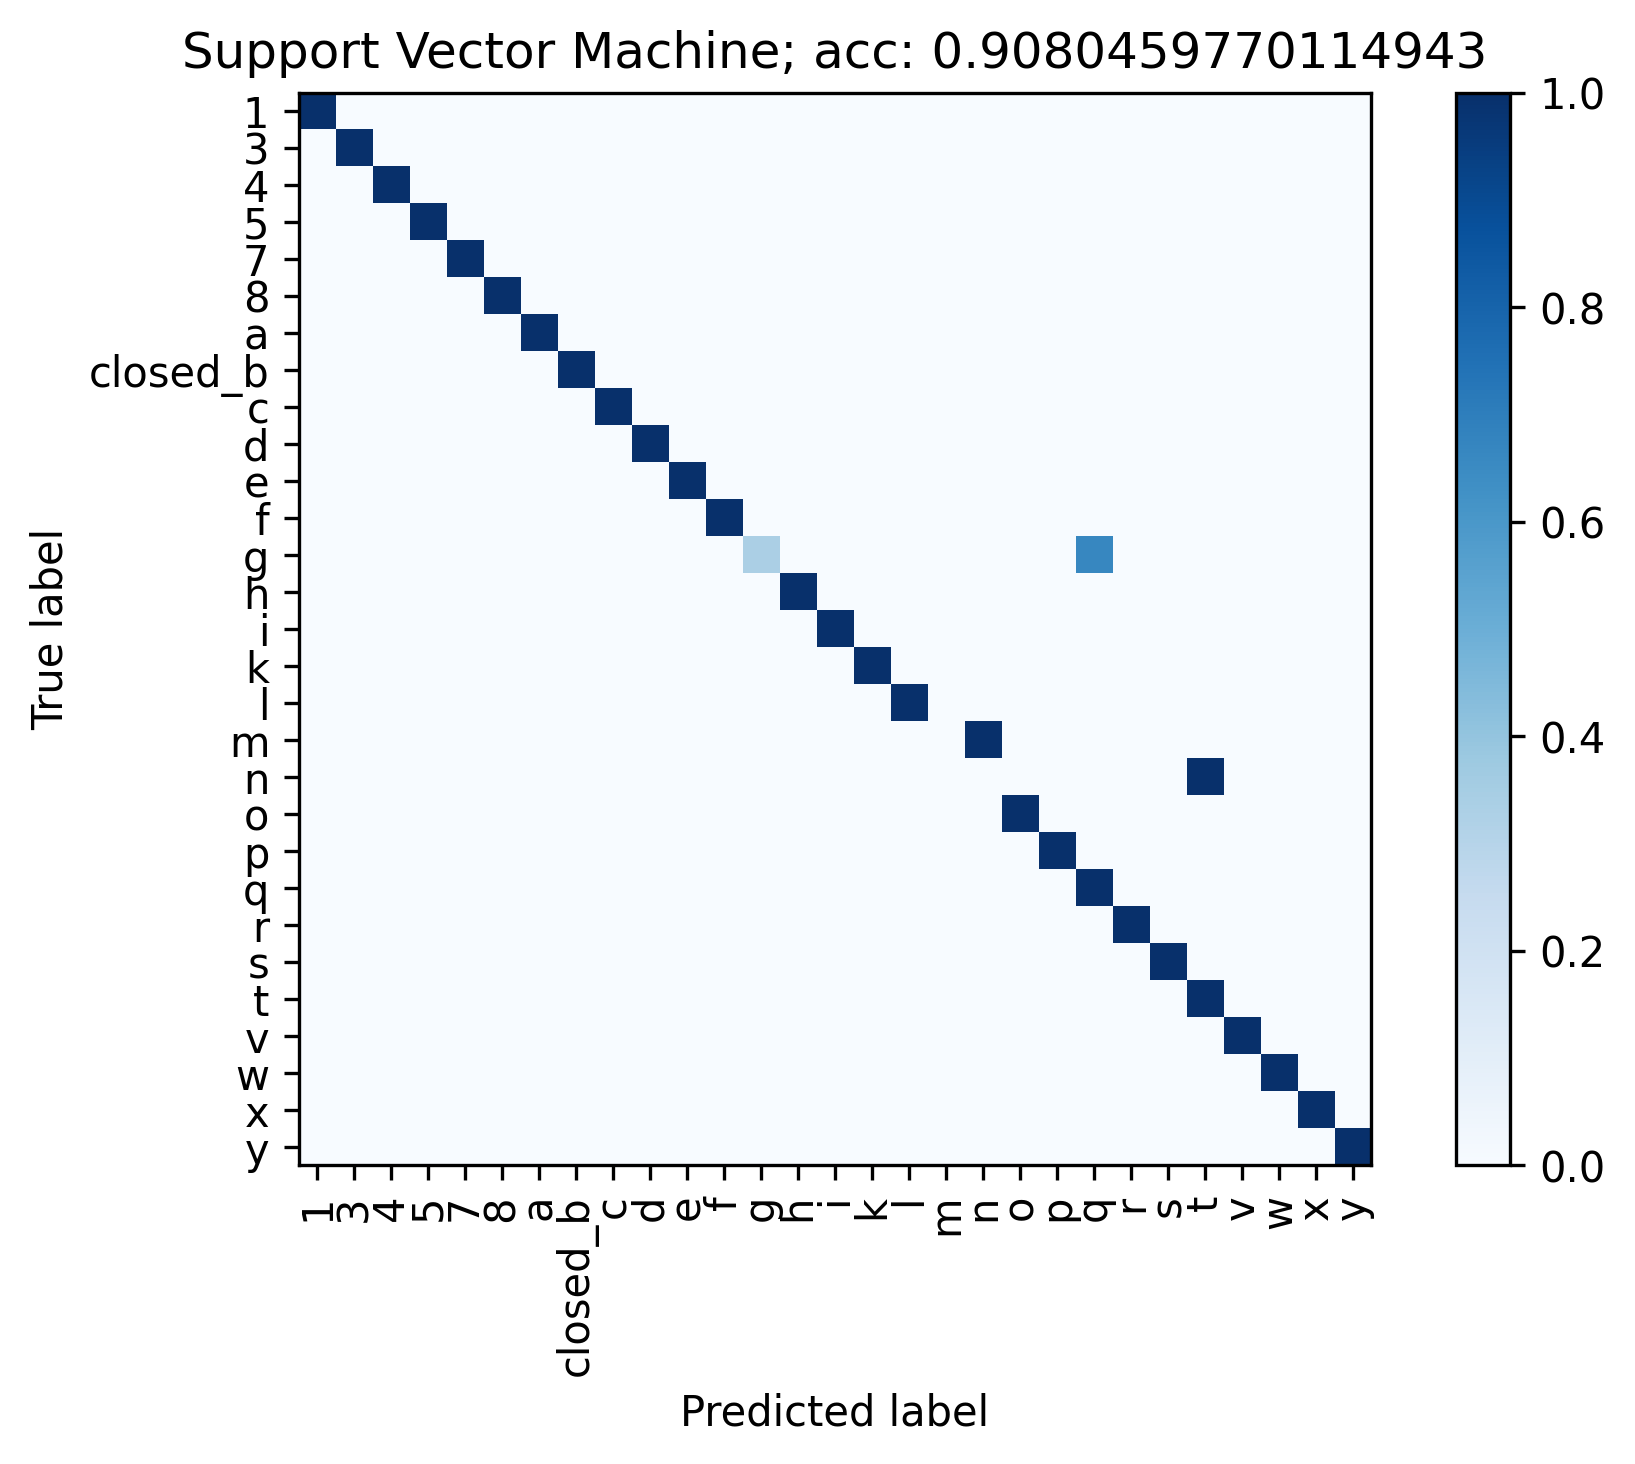 Support Vector Machine; acc: 0.9080459770114943
1
3
4
5
7
8
a
closed_b
c
d
e
f
g
h
i
k
l
m
n
o
p
q
r
s
t
v
w
x
y
True label
1
3
4
5
7
8
a
closed_b
c
d
e
f
g
h
i
k
l
m
n
o
p
q
r
s
t
v
w
x
y
Predicted label
1.0
0.8
0.6
0.4
0.2
0.0